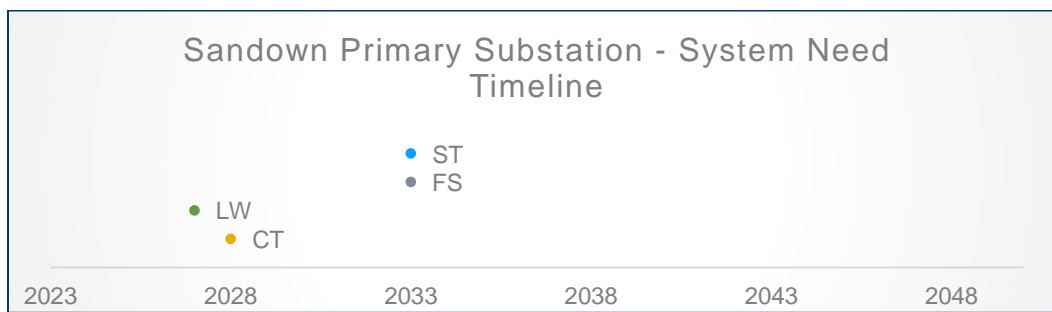 Sandown Primary Substation - System Need
Timeline
ST
FS
LW
CT
2023 2028 2033 2038 2043 2048